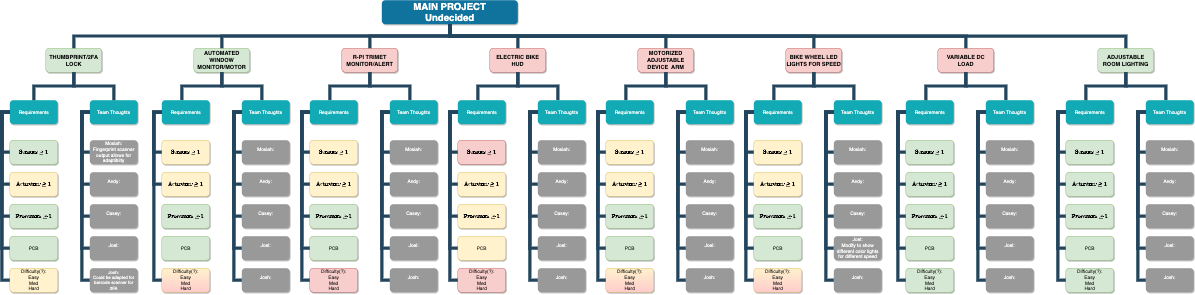 MAIN PROJECT
Undecided
THUMBPRINT/2FA
LOCK
AUTOMATED
WINDOW
MONITOR/MOTOR
R-PI TRIMET
MONITOR/ALERT
ELECTRIC BIKE
HUD
MOTORIZED
ADJUSTABLE
DEVICE ARM
BIKE WHEEL LED
LIGHTS FOR SPEED
VARIABLE DC
LOAD
ADJUSTABLE
ROOM LIGHTING
Requirements
Team Thoughts
Requirements
Team Thoughts
Requirements
Team Thoughts
Requirements
Team Thoughts
Requirements
Team Thoughts
Requirements
Team Thoughts
Requirements
Team Thoughts
Requirements
Team Thoughts
Sensors ≥ 1
Mosiah:
Fingerprint scanner
output allows for
adaptibility
Sensors ≥ 1
Mosiah:
Sensors ≥ 1
Mosiah:
Sensors ≥ 1
Mosiah:
Sensors ≥ 1
Mosiah:
Sensors ≥ 1
Mosiah:
Sensors ≥ 1
Mosiah:
Sensors ≥ 1
Mosiah:
Actuators ≥ 1
Andy:
Actuators ≥ 1
Andy:
Actuators ≥ 1
Andy:
Actuators ≥ 1
Andy:
Actuators ≥ 1
Andy:
Actuators ≥ 1
Andy:
Actuators ≥ 1
Andy:
Actuators ≥ 1
Andy:
Processors ≥ 1
Casey:
Processors ≥ 1
Casey:
Processors ≥ 1
Casey:
Processors ≥ 1
Casey:
Processors ≥ 1
Casey:
Processors ≥ 1
Casey:
Processors ≥ 1
Casey:
Processors ≥ 1
Casey:
PCB
Joel:
PCB
Joel:
PCB
Joel:
PCB
Joel:
PCB
Joel:
PCB
Joel:
Modify to show
different color lights
for different speed
PCB
Joel:
PCB
Joel:
Difficulty(?):
Easy
Med
Hard
Josh:
Could be adapted for
barcode scanner for
Difficulty(?):
Easy
Med
Hard
Josh:
Difficulty(?):
Easy
Med
Hard
Josh:
Difficulty(?):
Easy
Med
Hard
Josh:
Difficulty(?):
Easy
Med
Hard
Josh:
Difficulty(?):
Easy
Med
Hard
Josh:
Difficulty(?):
Easy
Med
Hard
Josh:
Difficulty(?):
Easy
Med
Hard
Josh: